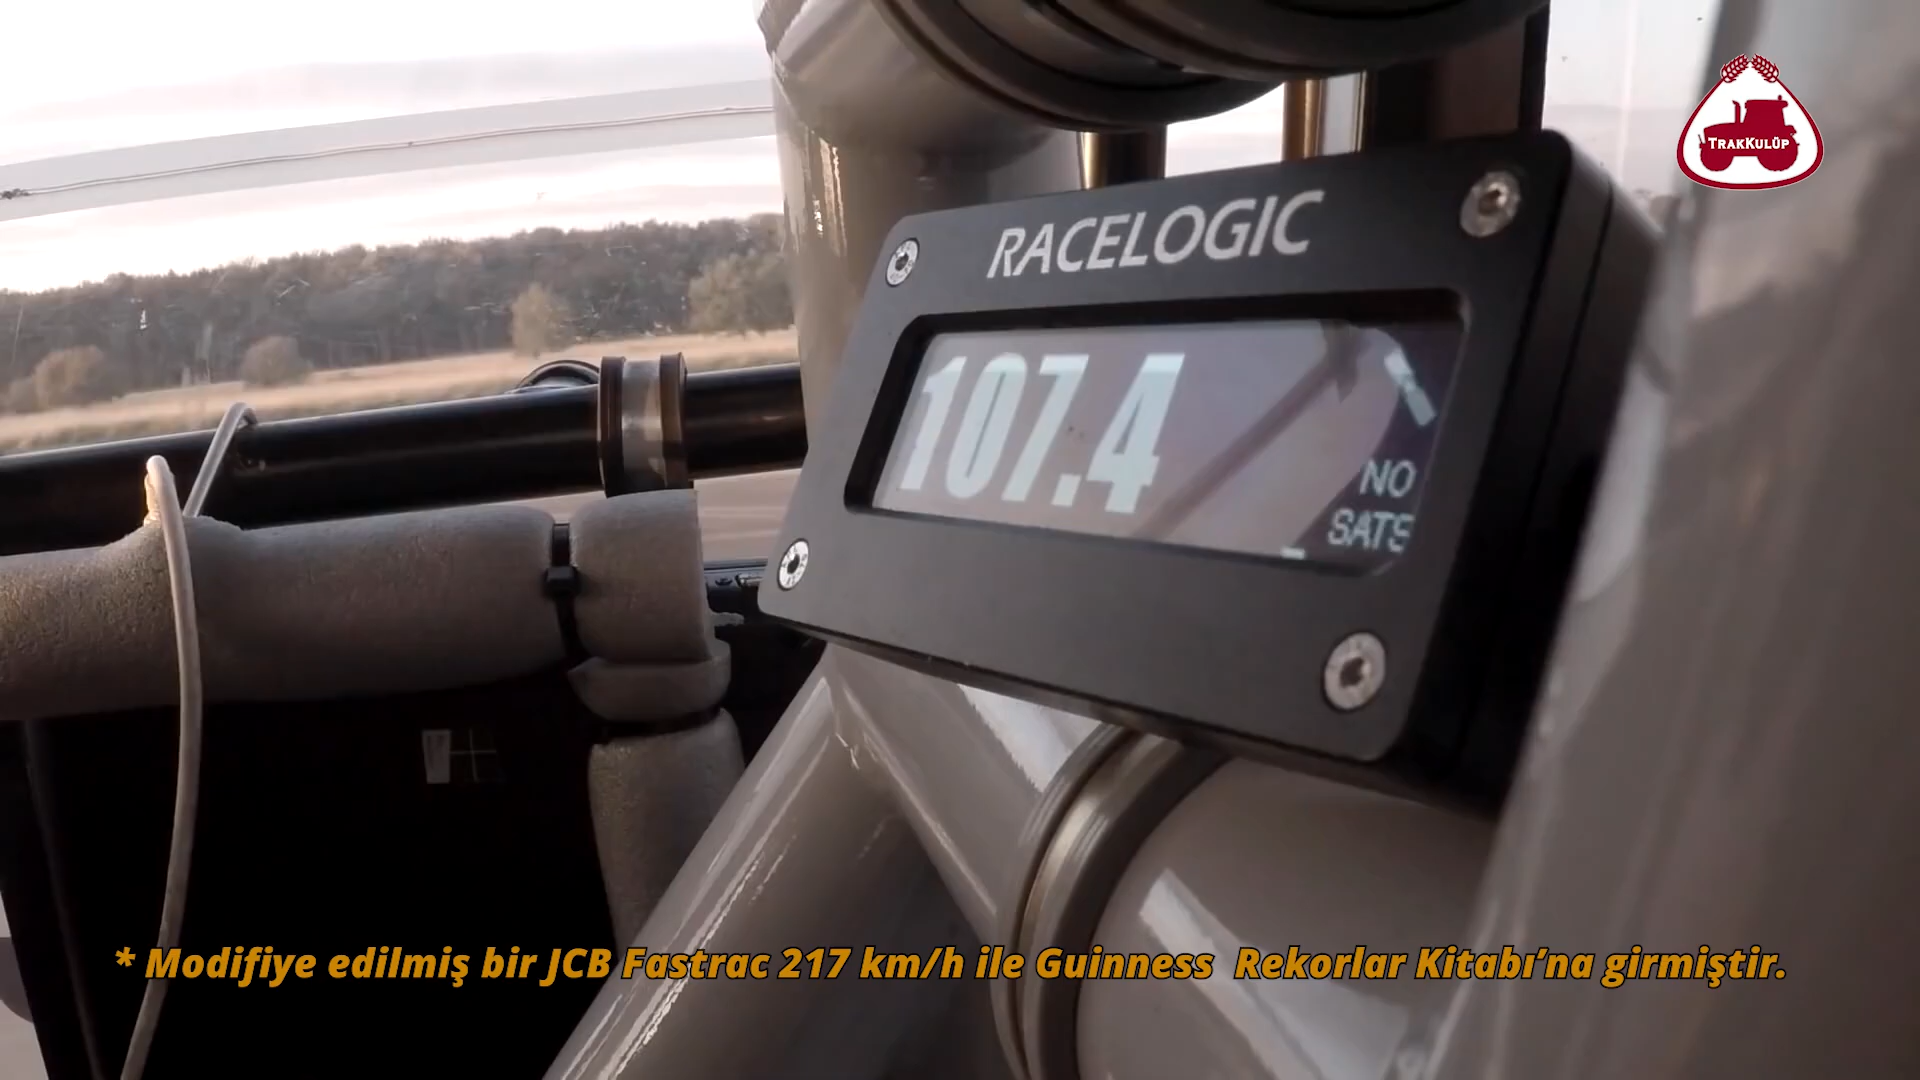 TRAKKULÜP
RACELOGIC
107.4
NO
SATS
* Modifiye edilmiş bir JCB Fastrac 217 km/h ile Guinness Rekorlar Kitabı’na girmiştir.